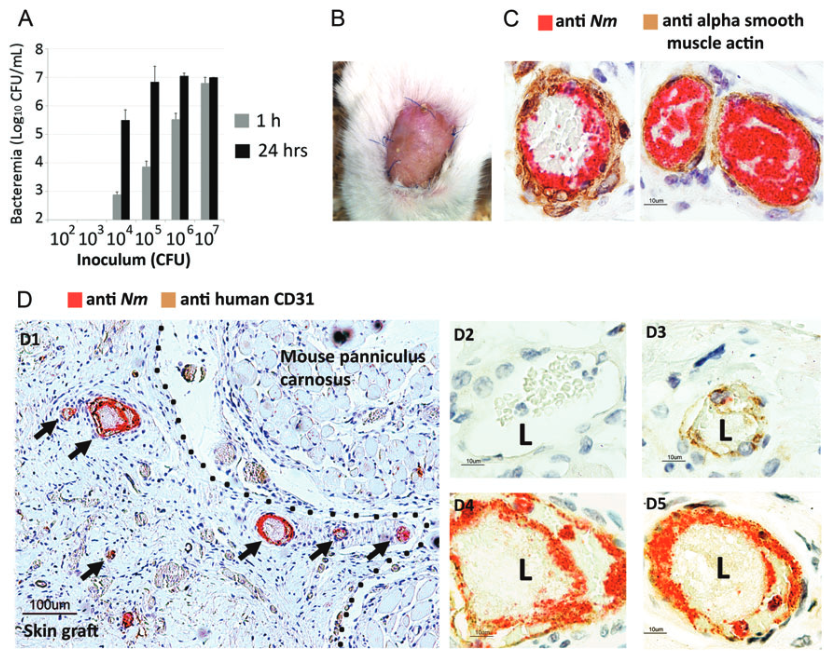 A
Bacteremia (Log10 CFU/mL)
8
7
6
5
4
3
2
10² 10³ 10⁴ 10⁵ 10⁶ 10⁷
Inoculum (CFU)
1 h
24 hrs
B
C
anti Nm
anti alpha smooth
muscle actin
10um
D
anti Nm
anti human CD31
D1
Mouse panniculus
carnosus
100um
Skin graft
D2
L
10um
D3
L
10um
D4
L
10um
D5
L
10um